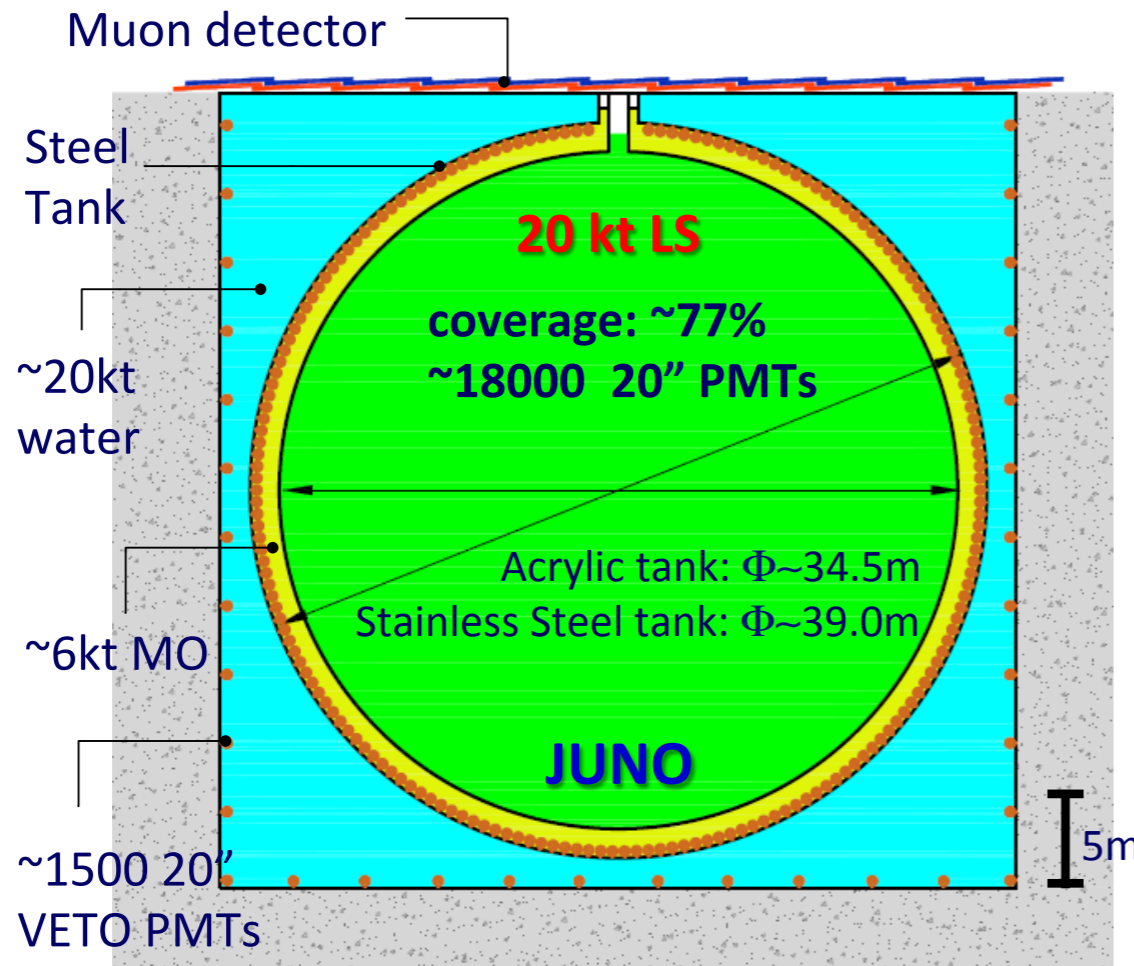 Muon detector
Steel
Tank
20 kt LS
coverage: ~77%
~18000 20” PMTs
~20kt
water
Acrylic tank: Φ~34.5m
Stainless Steel tank: Φ~39.0m
~6kt MO
JUNO
5m
~1500 20”
VETO PMTs